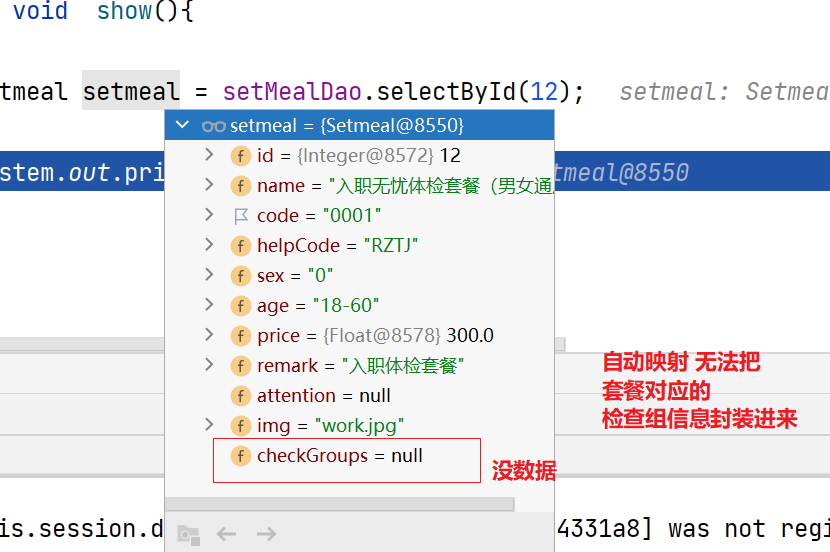 void show(){
tmeal setmeal = setMealDao.selectById(12); setmeal: Setmea
setmeal = {Setmeal@8550}
stem.out.pri
tmeal@8550
id = {Integer@8572} 12
name = "入职无忧体检套餐（男女通
code = "0001"
helpCode = "RZTJ"
sex = "0"
age = "18-60"
price = {Float@8578} 300.0
remark = "入职体检套餐"
attention = null
img = "work.jpg"
checkGroups = null
没数据
自动映射 无法把
套餐对应的
检查组信息封装进来
is.session.d
4331a8] was not regi